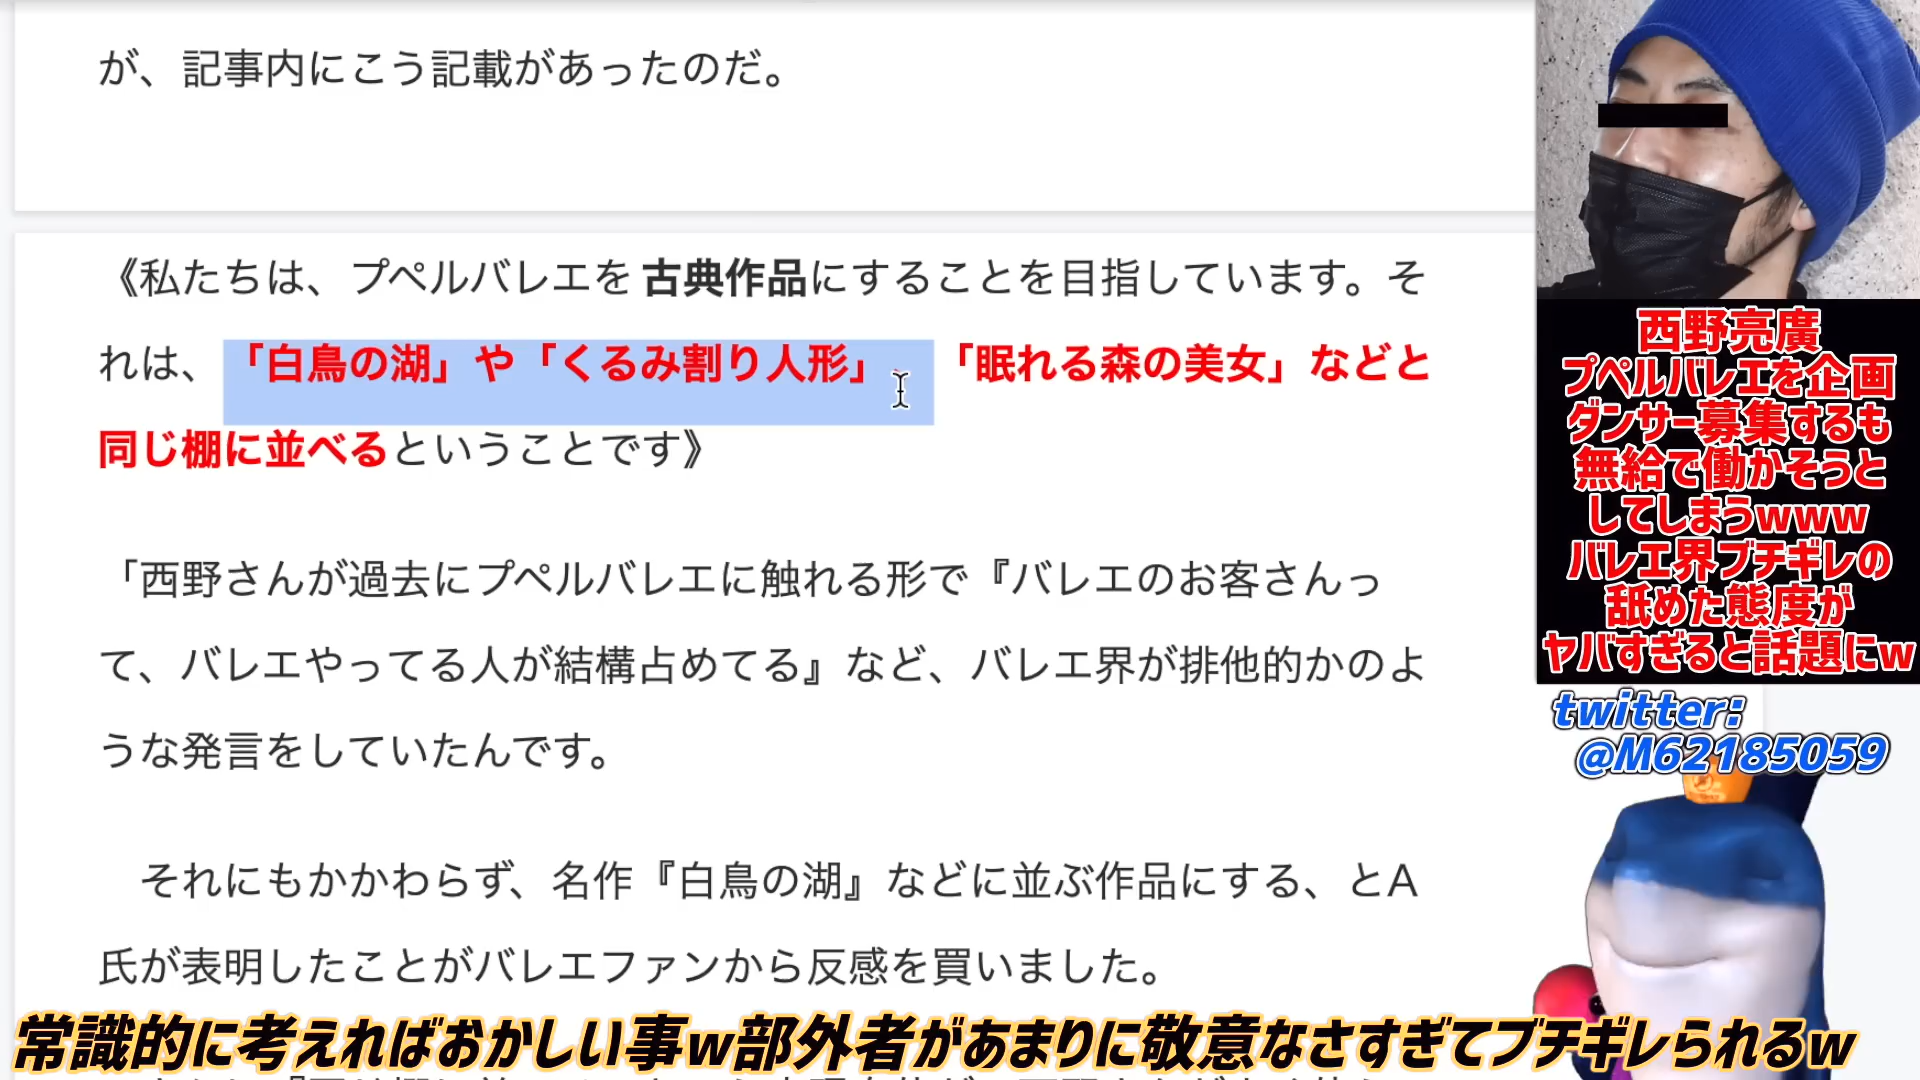 が、記事内にこう記載があったのだ。
《私たちは、プペルバレエを 古典作品にすることを目指しています。そ
れは、「白鳥の湖」や「くるみ割り人形」、「眠れる森の美女」などと
同じ棚に並べるということです》
「西野さんが過去にプペルバレエに触れる形で『バレエのお客さんっ
て、バレエやってる人が結構占めてる』など、バレエ界が排他的かのよ
うな発言をしていたんです。
それにもかかわらず、名作『白鳥の湖』などに並ぶ作品にする、とA
氏が表明したことがバレエファンから反感を買いました。
西野亮廣
プペルバレエを企画
ダンサー募集するも
無給で働かそうと
してしまうwww
バレエ界ブチギレの
舐めた態度が
ヤバすぎると話題にw
twitter:
@M62185059
常識的に考えればおかしい事w部外者があまりに敬意なさすぎてブチギレられるw